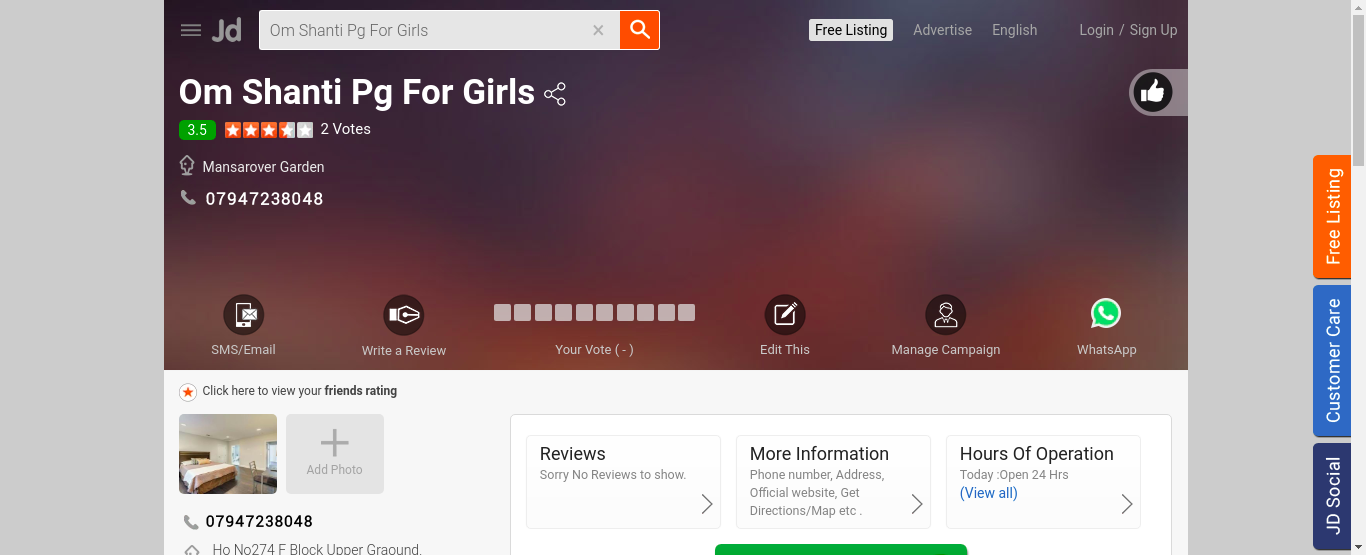 Jd
Om Shanti Pg For Girls ×
Free Listing
Advertise
English
Login / Sign Up
Om Shanti Pg For Girls
3.5
2 Votes
Mansarover Garden
07947238048
SMS/Email
Write a Review
Your Vote ( - )
Edit This
Manage Campaign
WhatsApp
Free Listing
Customer Care
JD Social
Click here to view your friends rating
Add Photo
07947238048
Ho No274 F Block Upper Graound,
Reviews
Sorry No Reviews to show.
More Information
Phone number, Address,
Official website, Get
Directions/Map etc .
Hours Of Operation
Today :Open 24 Hrs
(View all)